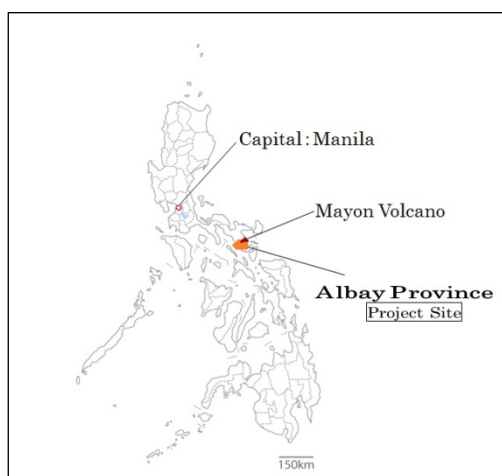 Capital：Manila
Mayon Volcano
Albay Province
Project Site
150km